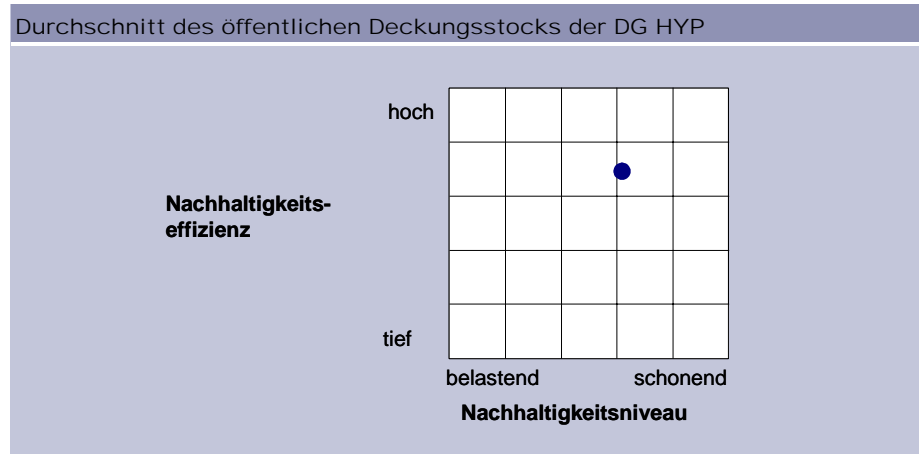 Durchschnitt des öffentlichen Deckungsstocks der DG HYP
hoch
Nachhaltigkeits-
effizienz
tief
belastend schonend
Nachhaltigkeitsniveau